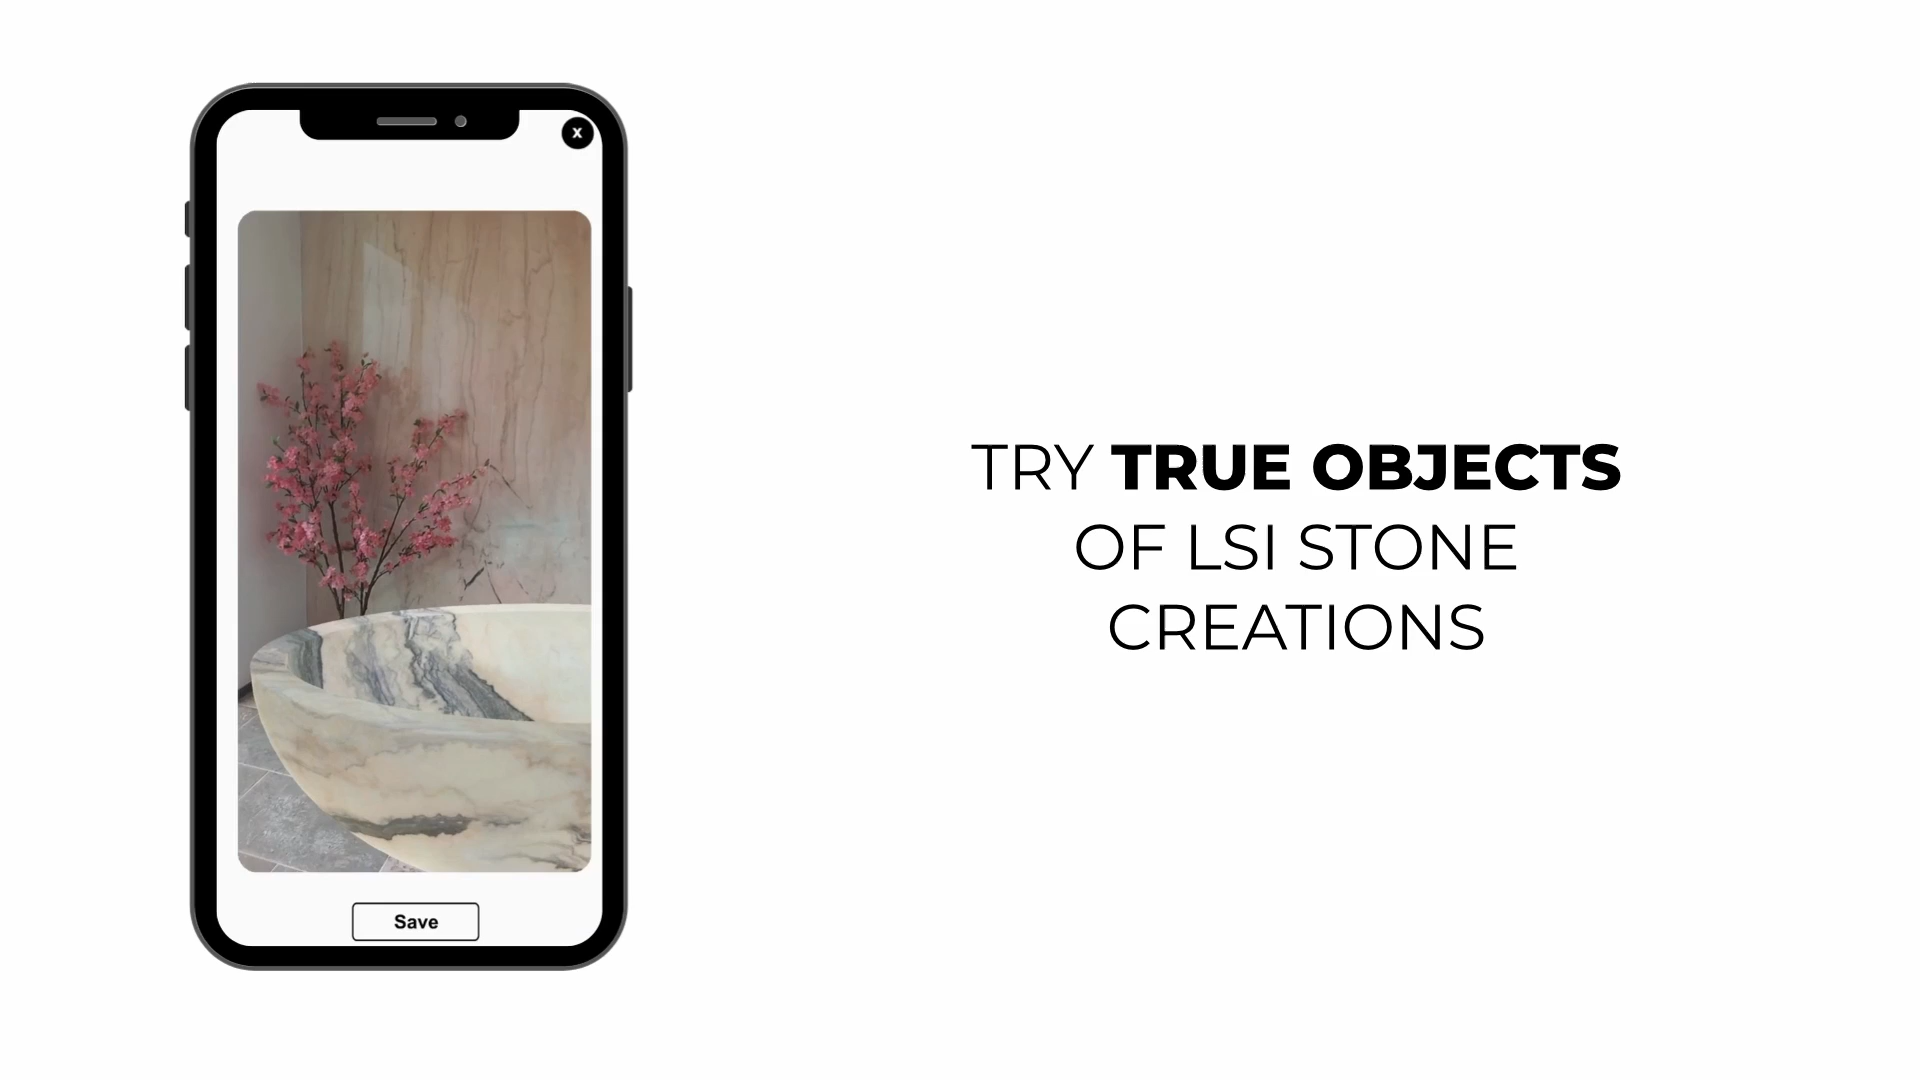 x
Save
TRY TRUE OBJECTS
OF LSI STONE
CREATIONS